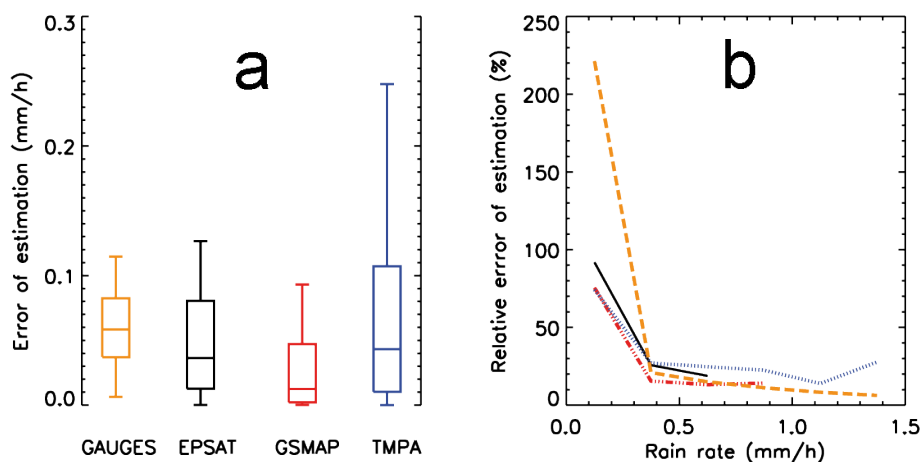 a
Error of estimation (mm/h)
0.3
0.2
0.1
0.0
GAUGES EPSAT GSMAP TMPA
b
Relative errror of estimation (%)
250
200
150
100
50
0
0.0 0.5 1.0 1.5
Rain rate (mm/h)